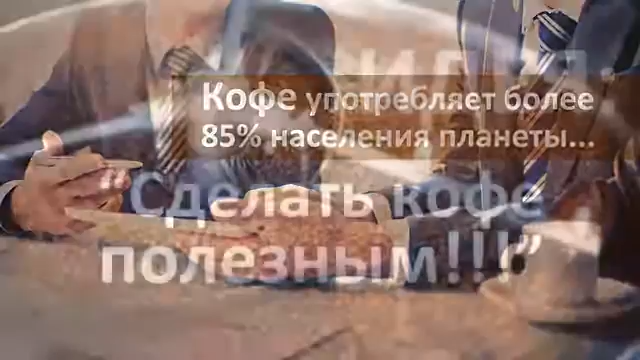 Кофе употребляет более
85% населения планеты...
"Сделать кофе
полезным!!!"